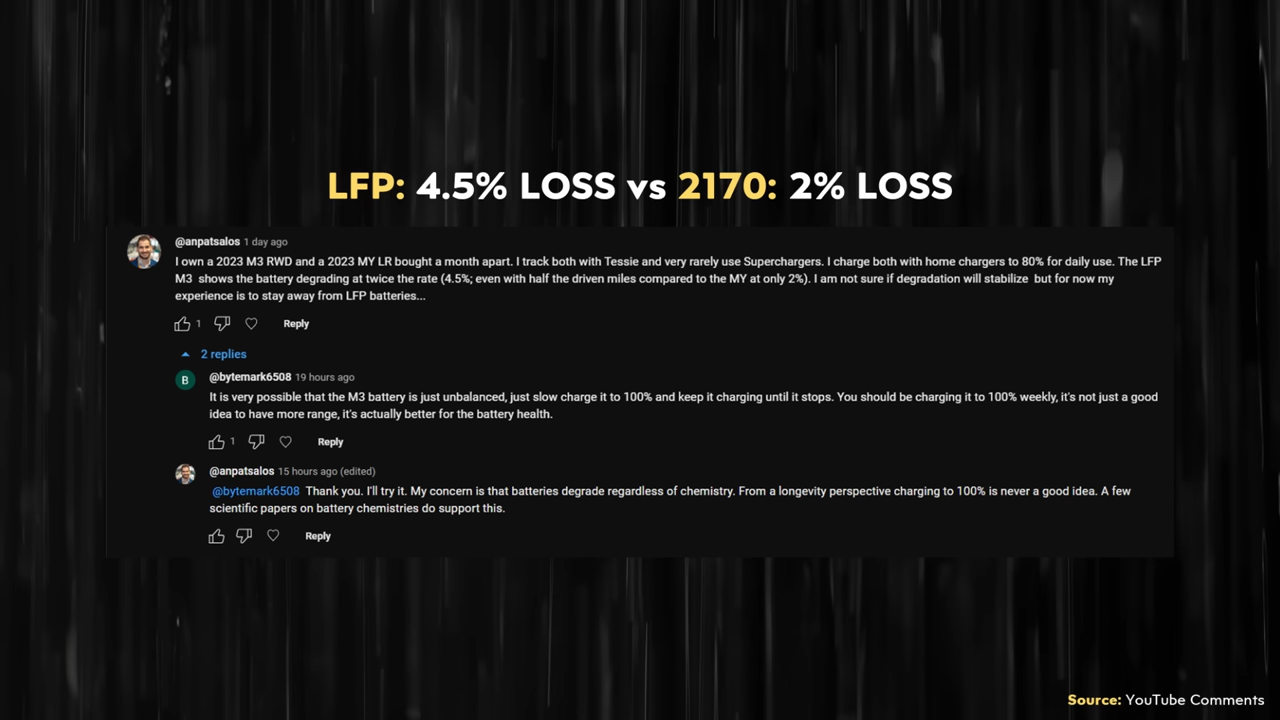 LFP: 4.5% LOSS vs 2170: 2% LOSS
@anpatsalos 1 day ago
I own a 2023 M3 RWD and a 2023 MY LR bought a month apart. I track both with Tessie and very rarely use Superchargers. I charge both with home chargers to 80% for daily use. The LFP
M3 shows the battery degrading at twice the rate (4.5%; even with half the driven miles compared to the MY at only 2%). I am not sure if degradation will stabilize but for now my
experience is to stay away from LFP batteries...
1 Reply
2 replies
B
@bytemark6508 19 hours ago
It is very possible that the M3 battery is just unbalanced, just slow charge it to 100% and keep it charging until it stops. You should be charging it to 100% weekly, it's not just a good
idea to have more range, it's actually better for the battery health.
1 Reply
@anpatsalos 15 hours ago (edited)
@bytemark6508 Thank you. I'll try it. My concern is that batteries degrade regardless of chemistry. From a longevity perspective charging to 100% is never a good idea. A few
scientific papers on battery chemistries do support this.
Reply
Source: YouTube Comments